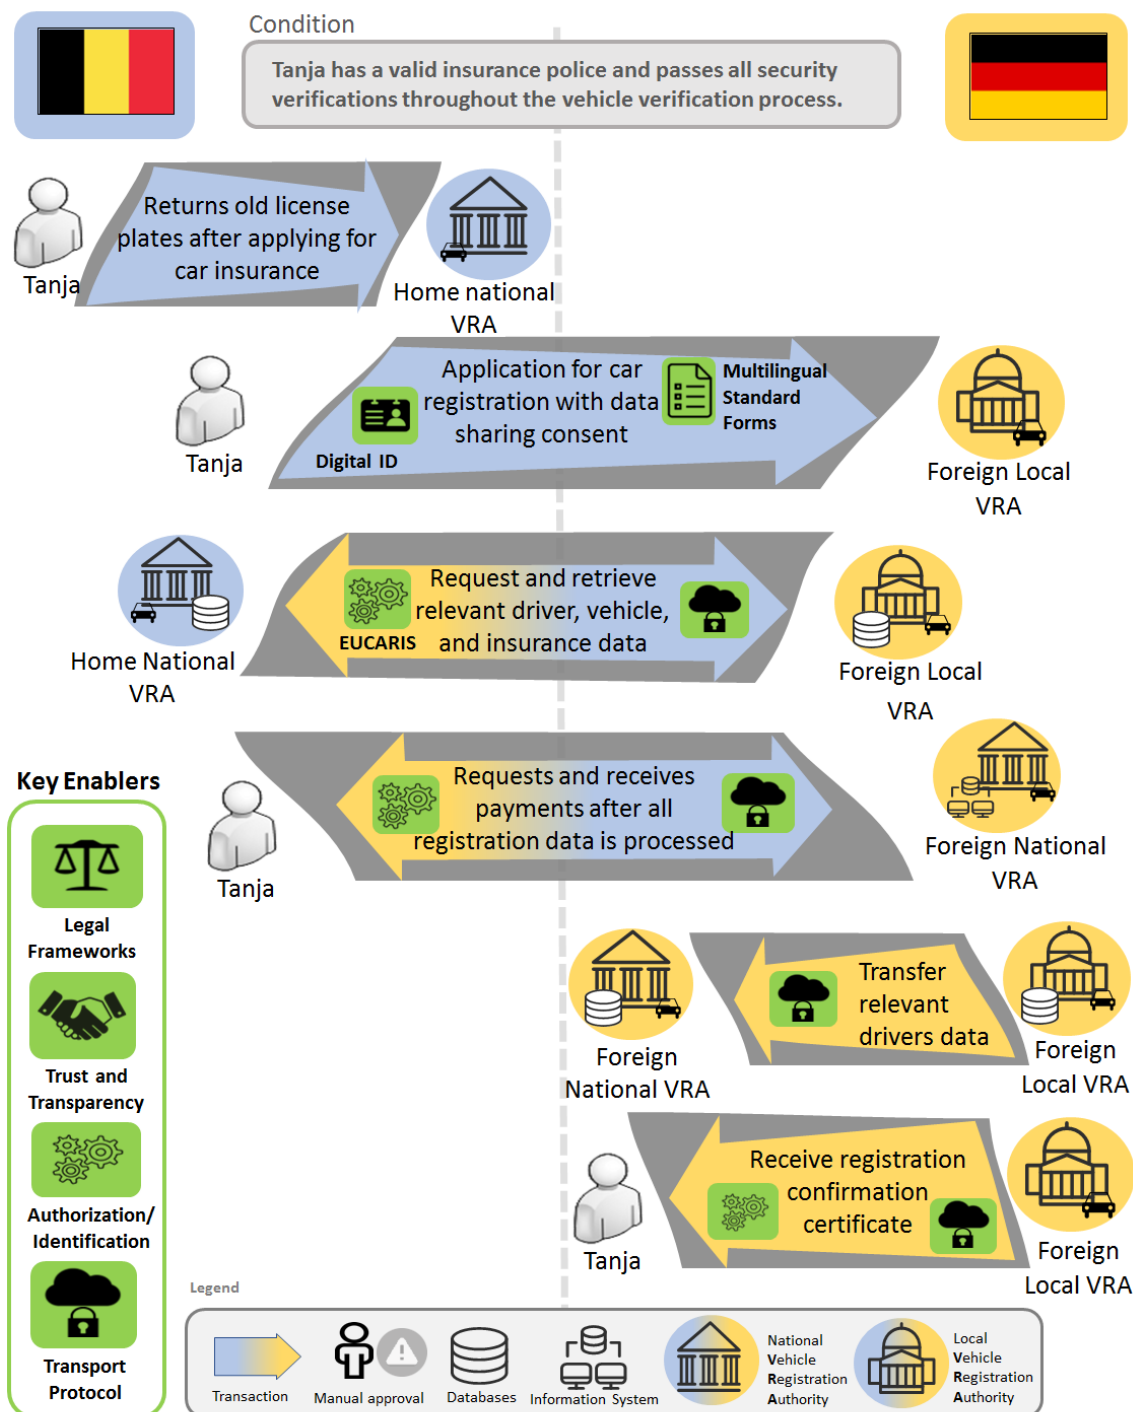 Condition
Tanja has a valid insurance police and passes all security
verifications throughout the vehicle verification process.
Returns old license
plates after applying for
car insurance
Tanja
Home national
VRA
Application for car
registration with data
sharing consent
Multilingual
Standard
Forms
Digital ID
Tanja
Foreign Local
VRA
Request and retrieve
relevant driver, vehicle,
and insurance data
EUCARIS
Home National
VRA
Foreign Local
VRA
Requests and receives
payments after all
registration data is processed
Tanja
Foreign National
VRA
Key Enablers
Legal
Frameworks
Trust and
Transparency
Authorization/
Identification
Transport
Protocol
Transfer
relevant
drivers data
Foreign
National VRA
Foreign
Local VRA
Receive registration
confirmation
certificate
Tanja
Foreign
Local VRA
Legend
Transaction
Manual approval
Databases
Information System
National
Vehicle
Registration
Authority
Local
Vehicle
Registration
Authority